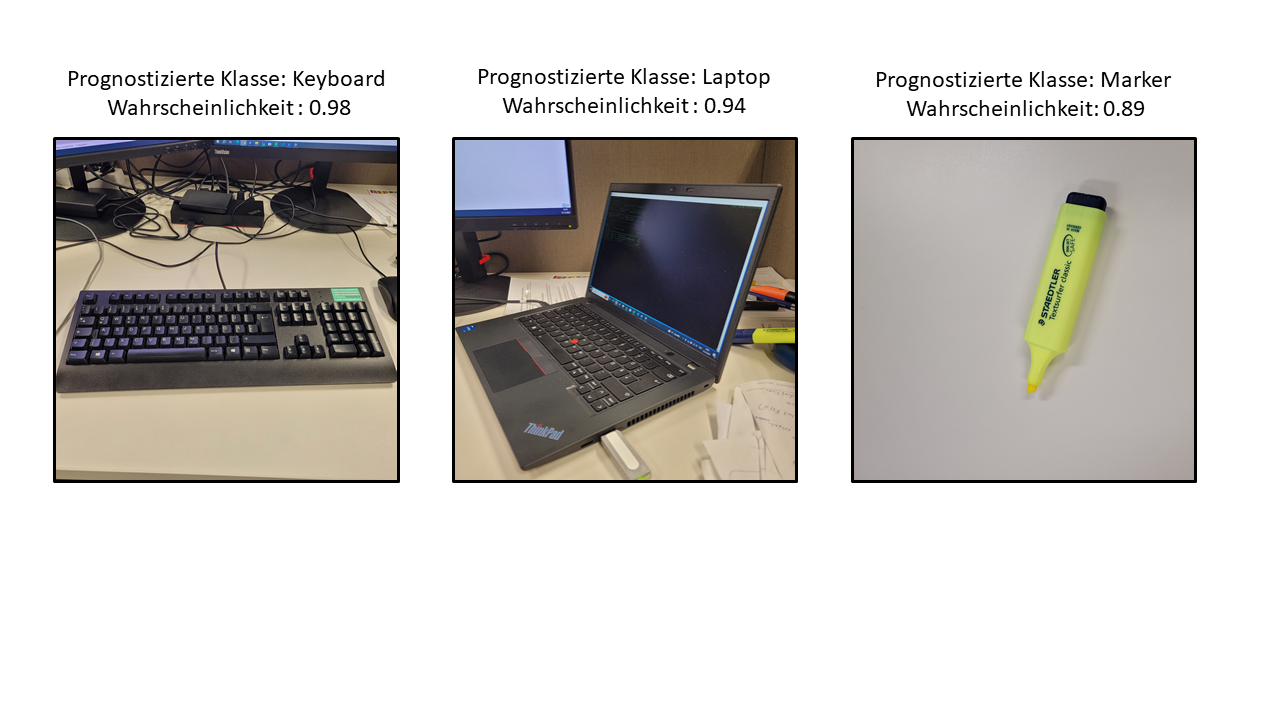 Prognostizierte Klasse: Keyboard
Wahrscheinlichkeit: 0.98
Prognostizierte Klasse: Laptop
Wahrscheinlichkeit: 0.94
Prognostizierte Klasse: Marker
Wahrscheinlichkeit: 0.89
ThinkVision
ThinkPad
STAEDTLER
Textsurfer classic